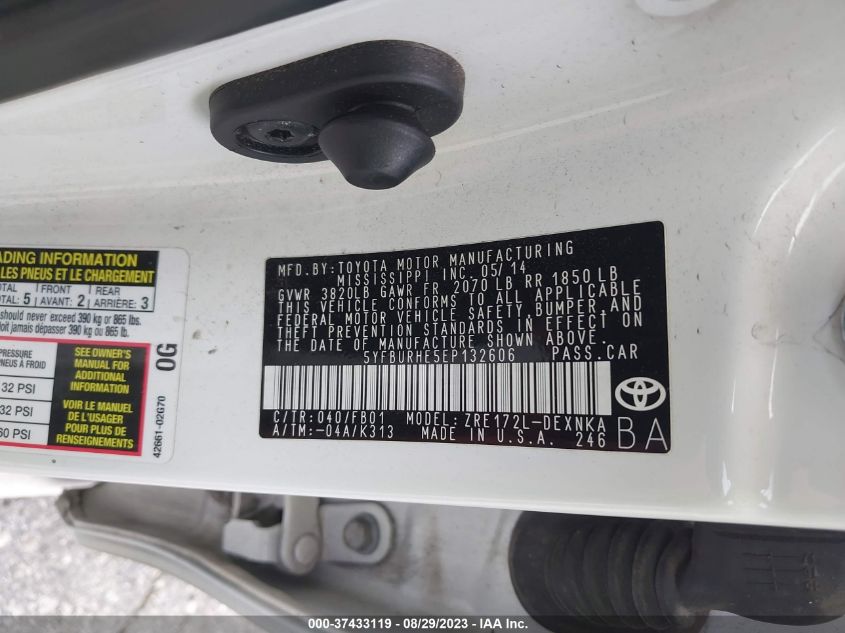 ADING INFORMATION
LES PNEUS ET LE CHARGEMENT
TOTAL FRONT REAR
TOTAL: 5 AVANT: 2 ARRIÈRE: 3
should never exceed 390 kg or 865 lbs.
doit jamais dépasser 390 kg ou 865 lb.
PRESSURE
PNEUS À FROID
32 PSI
32 PSI
60 PSI
SEE OWNER'S
MANUAL FOR
ADDITIONAL
INFORMATION
VOIR LE MANUEL
DE L'USAGER
POUR PLUS DE
RENSEIGNEMENTS
0G
42661-02G70
MFD.BY:TOYOTA MOTOR MANUFACTURING
MISSISSIPPI INC. 05/14
GVWR 3820LB GAWR FR 2070 LB RR 1850 LB
THIS VEHICLE CONFORMS TO ALL APPLICABLE
FEDERAL MOTOR VEHICLE SAFETY,BUMPER,AND
THEFT PREVENTION STANDARDS IN EFFECT ON
THE DATE OF MANUFACTURE SHOWN ABOVE.
5YFBURHE5EP132606 PASS.CAR
C/TR:040/FB01 MODEL:ZRE172L-DEXNKA
A/TM:-04A/K313 MADE IN U.S.A. 246
BA
000-37433119 - 08/29/2023 - Copyright © IAA, LLC